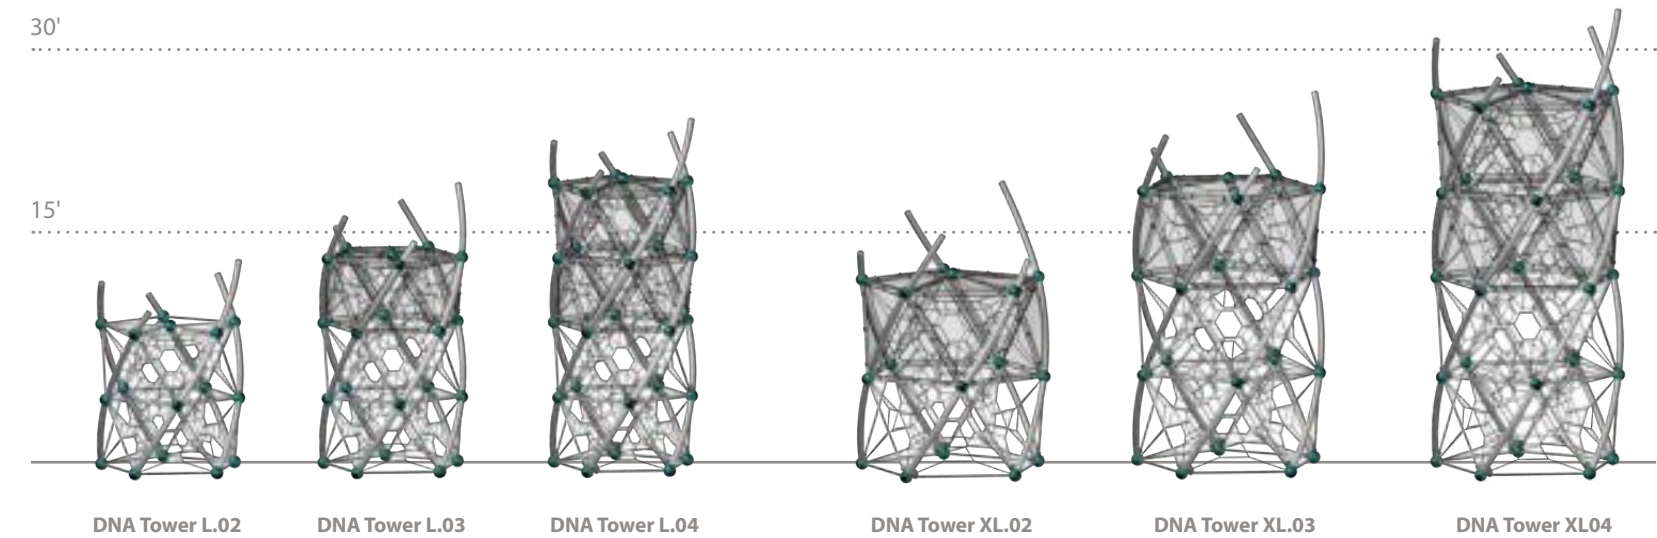 30'
15'
DNA Tower L.02
DNA Tower L.03
DNA Tower L.04
DNA Tower XL.02
DNA Tower XL.03
DNA Tower XL04